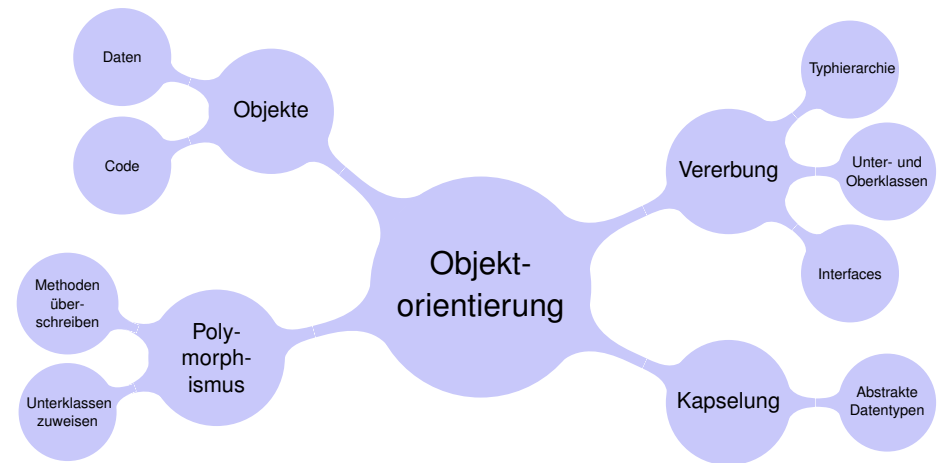 Objekt-
orientierung
Objekte
Daten
Code
Poly-
morph-
ismus
Methoden
über-
schreiben
Unterklassen
zuweisen
Vererbung
Typhierarchie
Unter- und
Oberklassen
Interfaces
Kapselung
Abstrakte
Datentypen